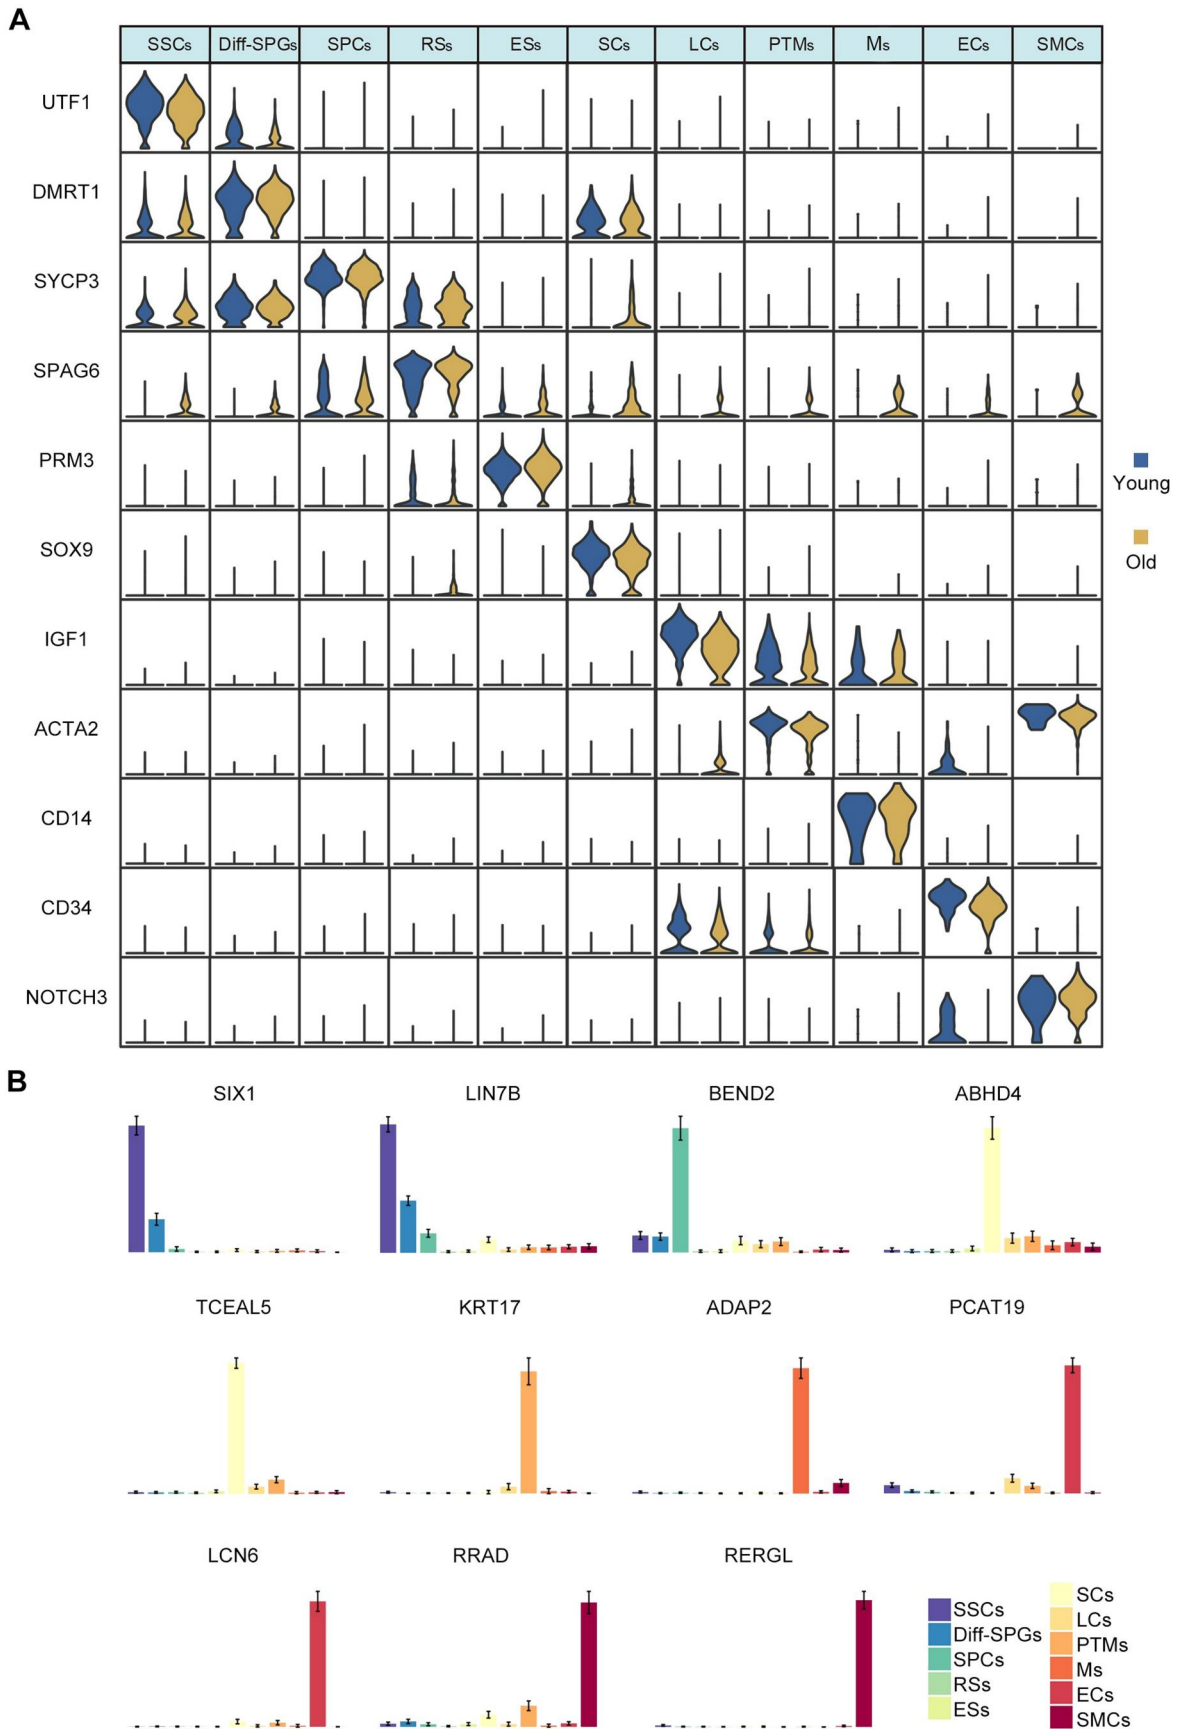 A
SSCs Diff-SPGs SPCs RSs ESs SCs LCs PTMs Ms ECs SMCs
UTF1
DMRT1
SYCP3
SPAG6
PRM3
SOX9
IGF1
ACTA2
CD14
CD34
NOTCH3
Young
Old
B
SIX1 LIN7B BEND2 ABHD4
TCEAL5 KRT17 ADAP2 PCAT19
LCN6 RRAD RERGL
SSCs
Diff-SPGs
SPCs
RSs
ESs
SCs
LCs
PTMs
Ms
ECs
SMCs